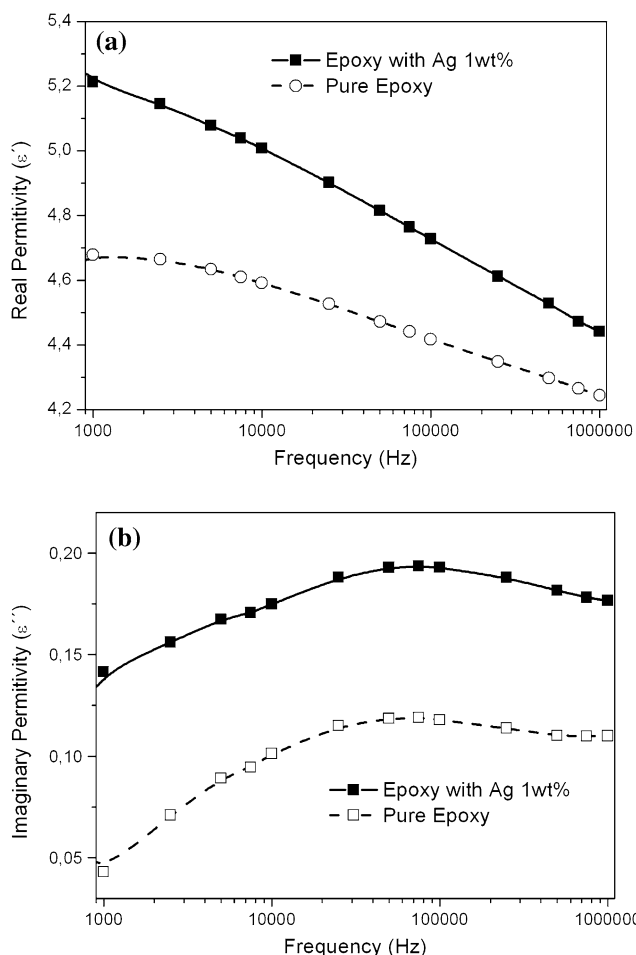 (a)
Epoxy with Ag 1wt%
Pure Epoxy
Real Permitivity (ε´)
5,4
5,2
5,0
4,8
4,6
4,4
4,2
1000 10000 100000 1000000
Frequency (Hz)
(b)
Imaginary Permitivity (ε´´)
0,20
0,15
0,10
0,05
Epoxy with Ag 1wt%
Pure Epoxy
1000 10000 100000 1000000
Frequency (Hz)